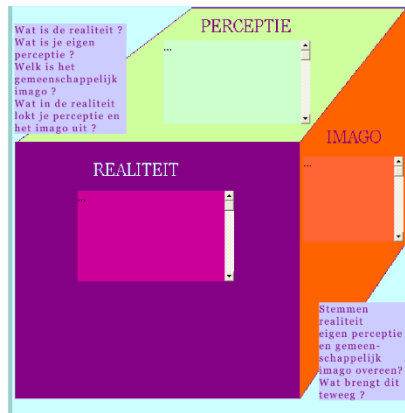 Wat is de realiteit ?
Wat is je eigen
perceptie ?
Welk is het
gemeenschappelijk
imago ?
Wat in de realiteit
lokt je perceptie en
het imago uit ?
PERCEPTIE
...
IMAGO
...
REALITEIT
...
Stemmen
realiteit
eigen perceptie
en gemeen-
schappelijk
imago overeen?
Wat brengt dit
teweeg ?